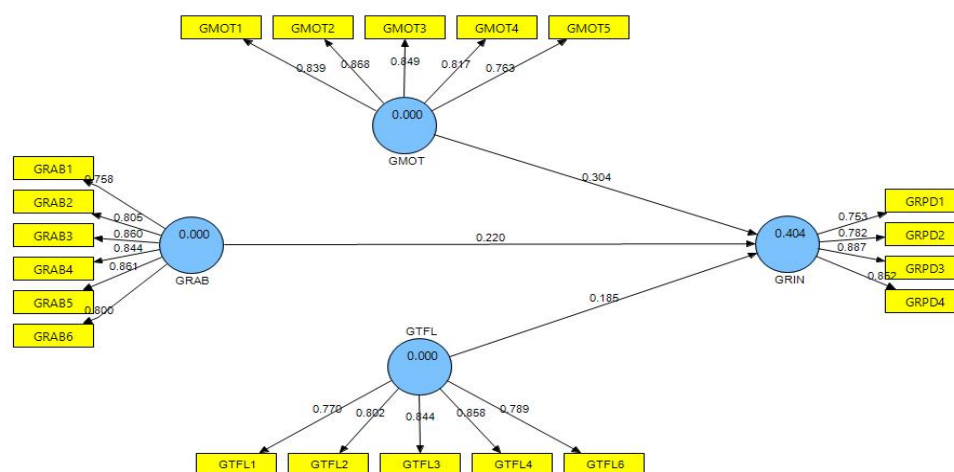 GMOT1 GMOT2 GMOT3 GMOT4 GMOT5
0.839 0.868 0.849 0.817 0.763
0.000
GMOT
0.304
GRAB1
GRAB2
GRAB3
GRAB4
GRAB5
GRAB6
0.758
0.805
0.860
0.844
0.861
0.800
0.000
GRAB
0.220
0.404
GRIN
0.753
0.782
0.887
0.852
GRPD1
GRPD2
GRPD3
GRPD4
0.185
GTFL
0.000
0.770 0.802 0.844 0.858 0.789
GTFL1 GTFL2 GTFL3 GTFL4 GTFL6